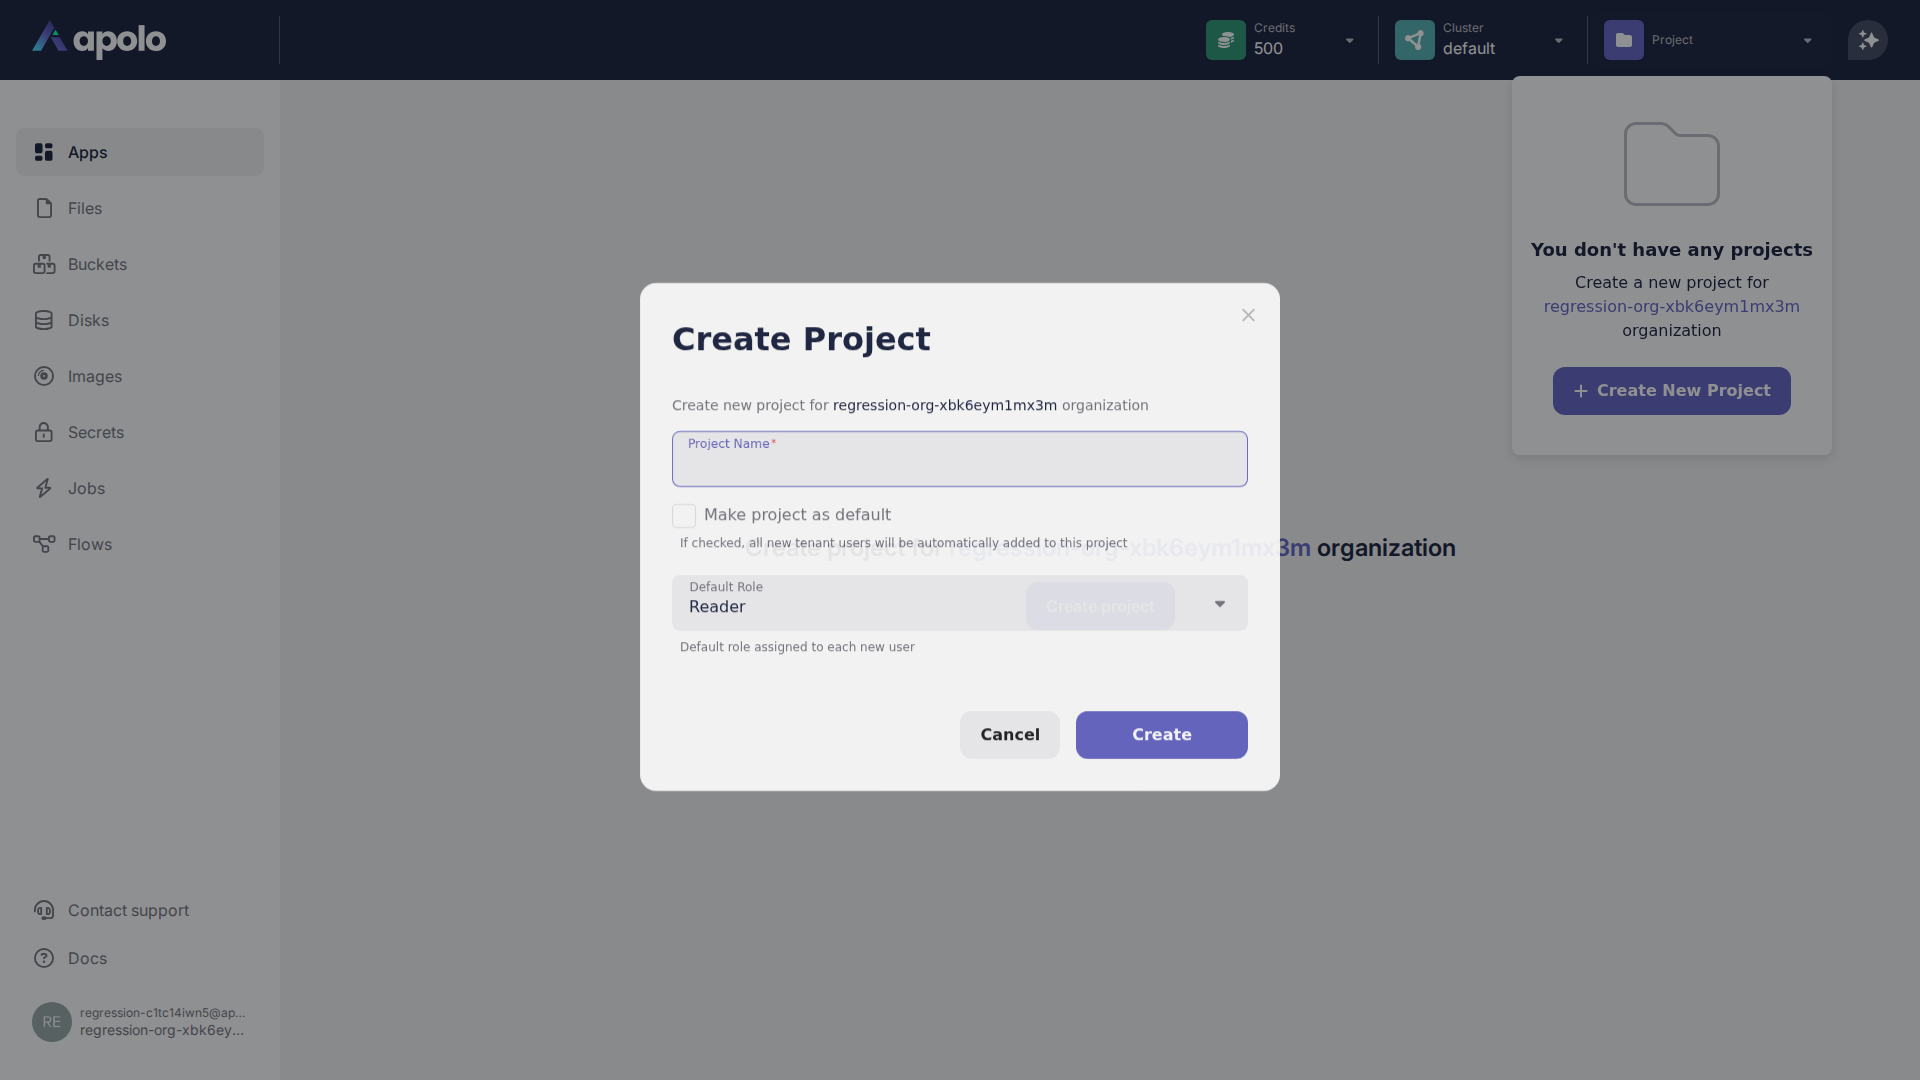 apolo
Credits
500
Cluster
default
Project
Apps
Files
Buckets
Disks
Images
Secrets
Jobs
Flows
Contact support
Docs
RE
regression-c1tc14iwn5@ap...
regression-org-xbk6ey...
You don't have any projects
Create a new project for
regression-org-xbk6eym1mx3m
organization
+ Create New Project
Create Project
Create new project for regression-org-xbk6eym1mx3m organization
Project Name*
Make project as default
If checked, all new tenant users will be automatically added to this project
Create project for regression-org-xbk6eym1mx3m organization
Default Role
Reader
Create project
Default role assigned to each new user
Cancel
Create